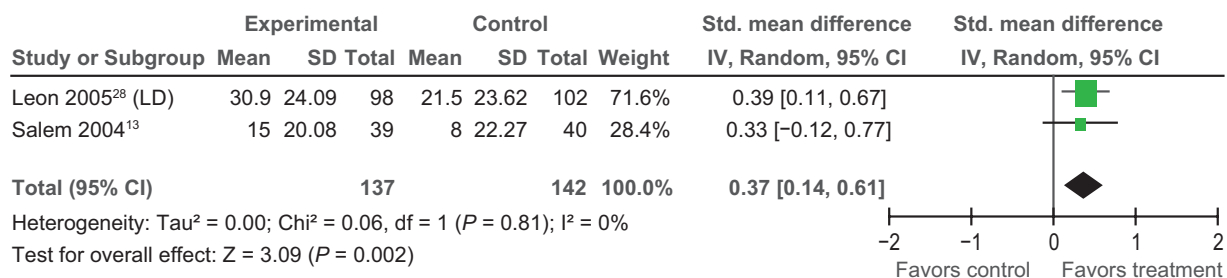 Experimental Control Std. mean difference Std. mean difference
Study or Subgroup Mean SD Total Mean SD Total Weight IV, Random, 95% CI IV, Random, 95% CI
Leon 2005²⁸ (LD) 30.9 24.09 98 21.5 23.62 102 71.6% 0.39 [0.11, 0.67]
Salem 2004¹³ 15 20.08 39 8 22.27 40 28.4% 0.33 [−0.12, 0.77]
Total (95% CI) 137 142 100.0% 0.37 [0.14, 0.61]
Heterogeneity: Tau² = 0.00; Chi² = 0.06, df = 1 (P = 0.81); I² = 0%
Test for overall effect: Z = 3.09 (P = 0.002)
−2 −1 0 1 2
Favors control Favors treatment